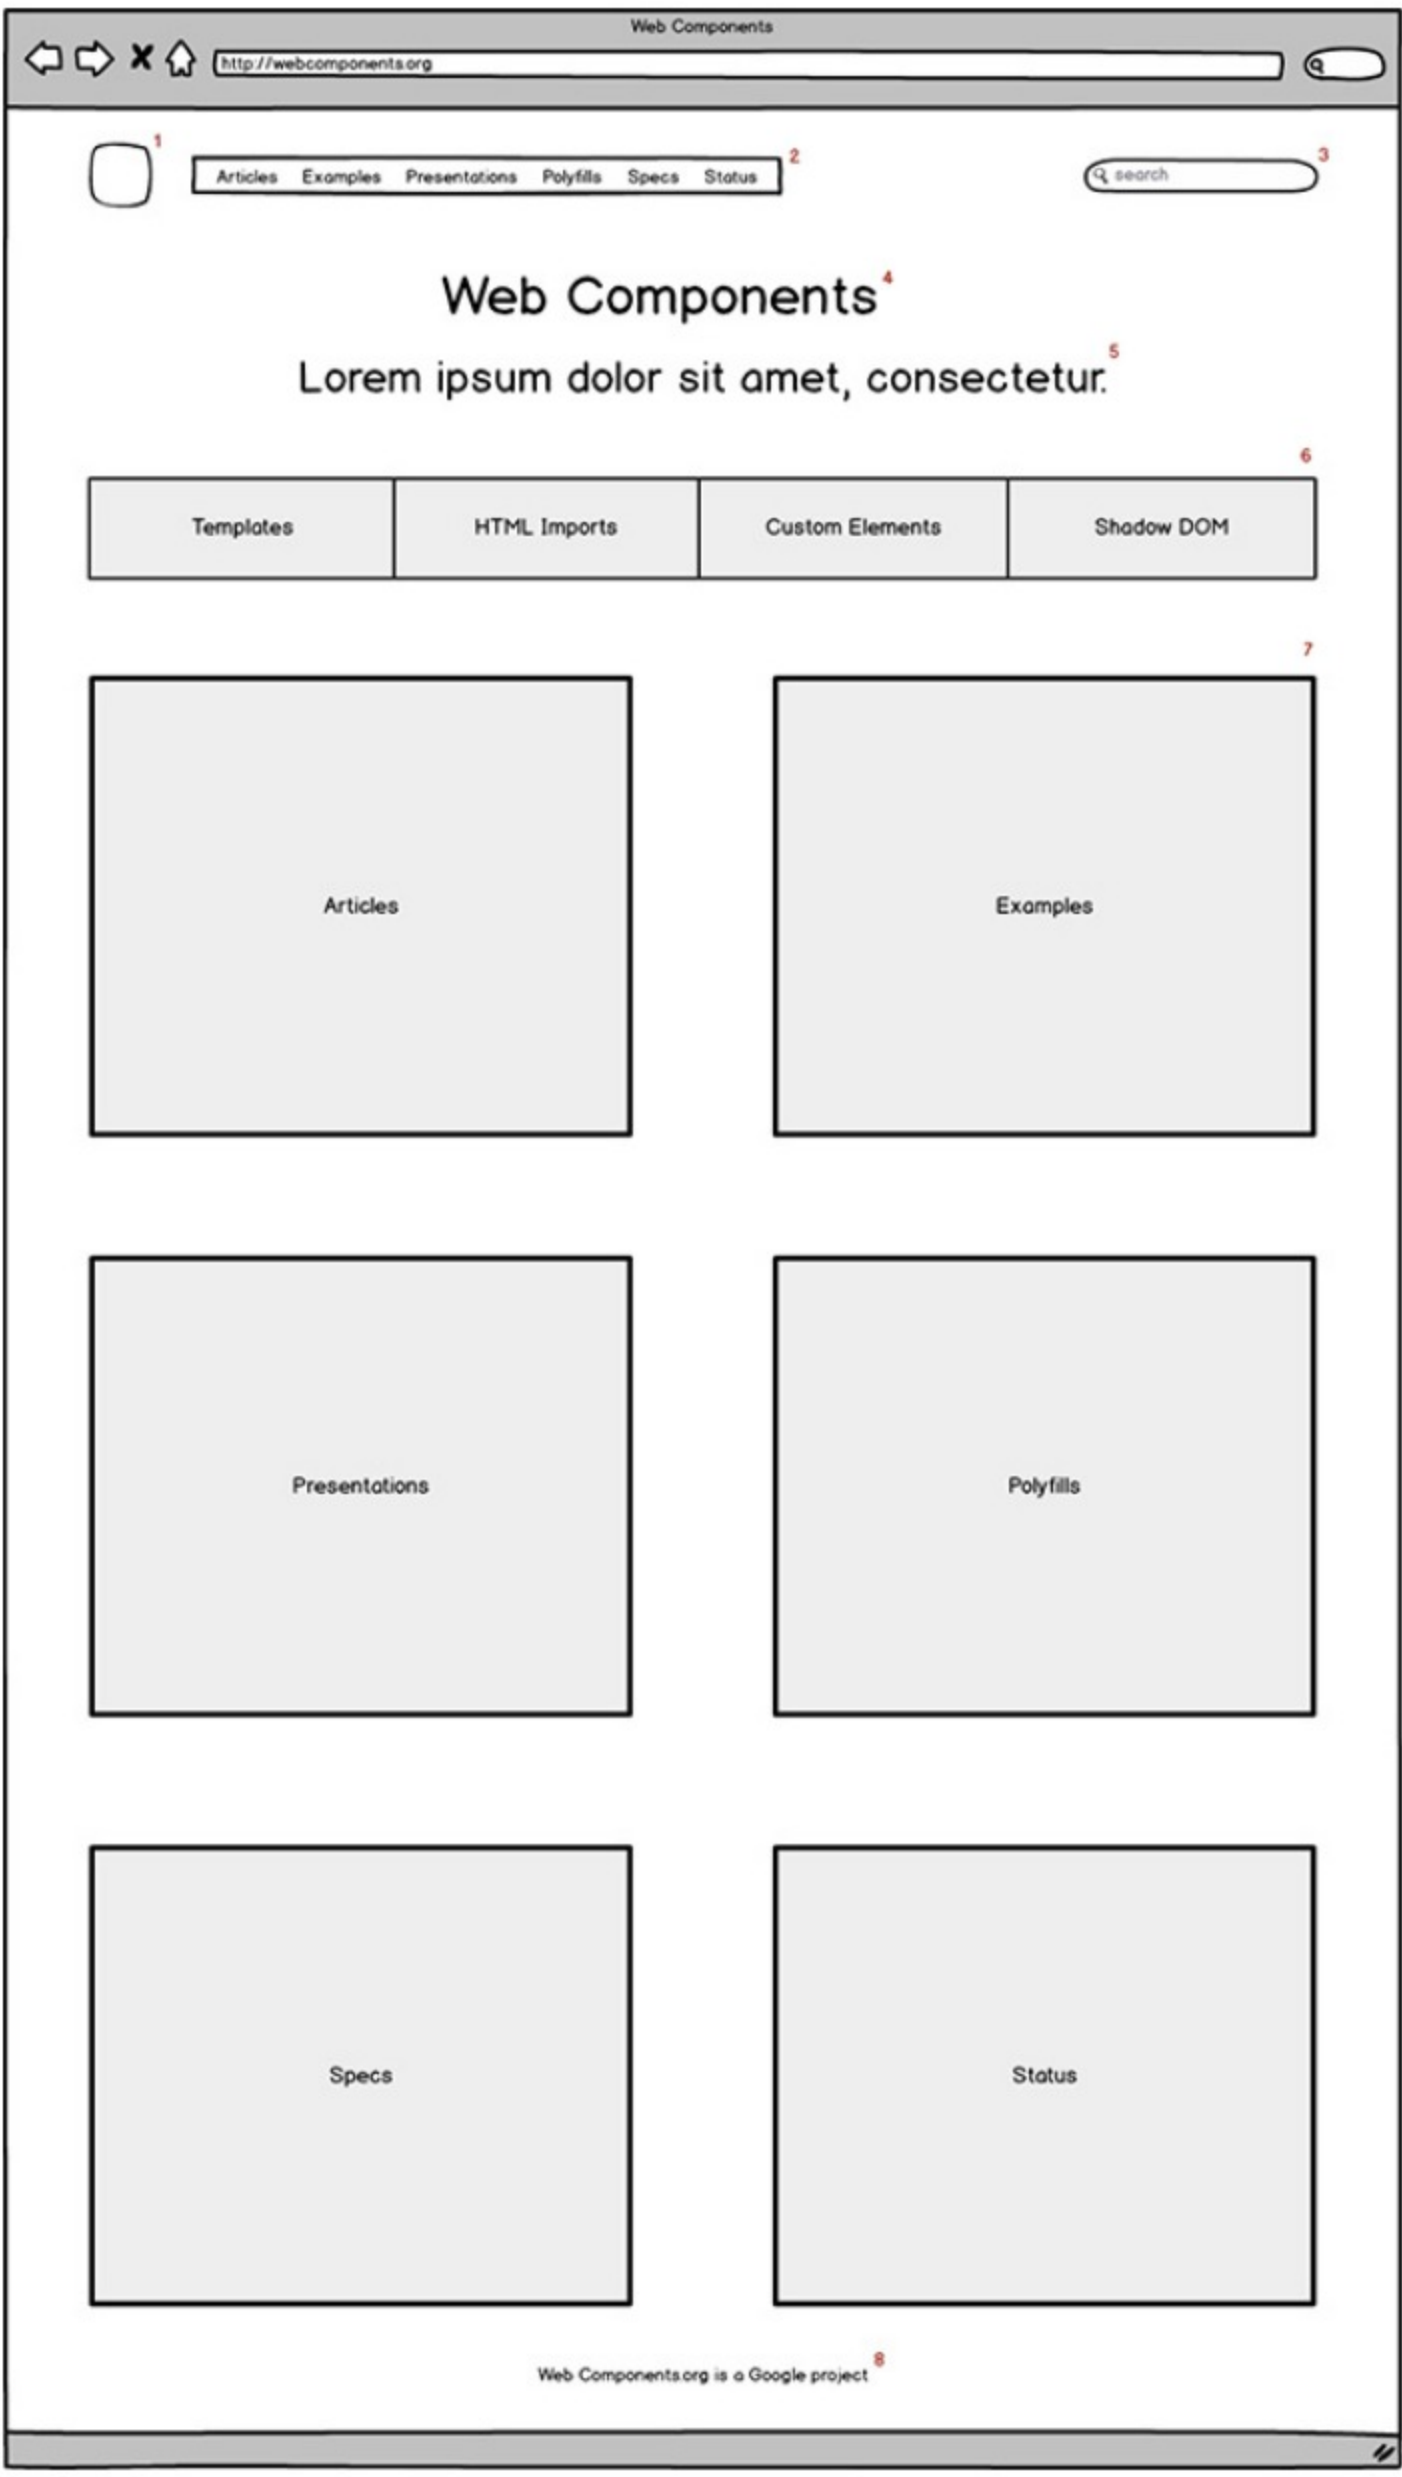 Web Components
http://webcomponents.org
1
Articles Examples Presentations Polyfills Specs Status 2
search 3
Web Components 4
Lorem ipsum dolor sit amet, consectetur. 5
6
Templates HTML Imports Custom Elements Shadow DOM
7
Articles Examples
Presentations Polyfills
Specs Status
Web Components.org is a Google project 8